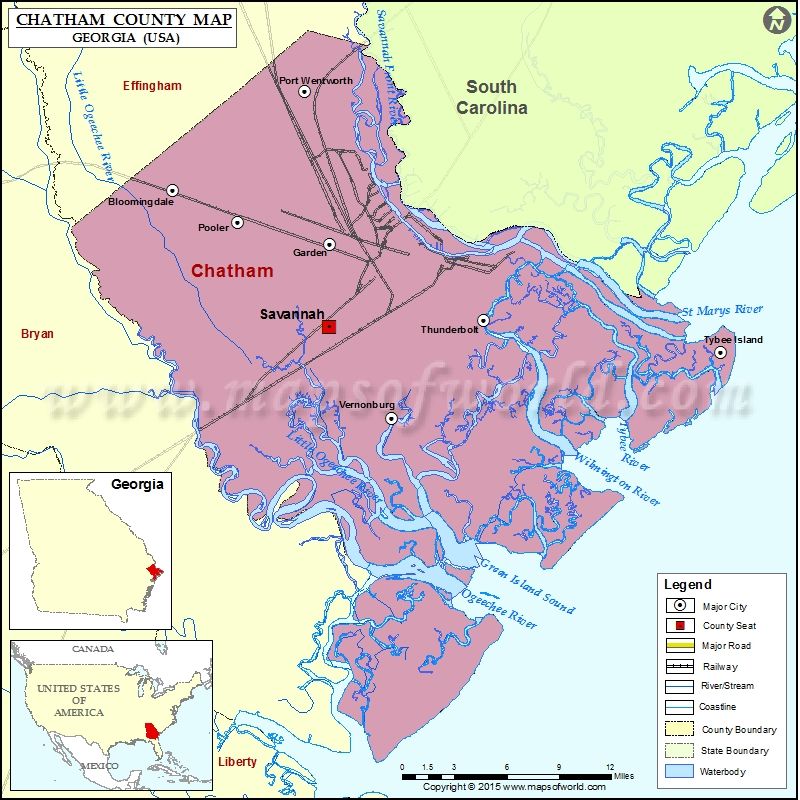 CHATHAM COUNTY MAP
GEORGIA (USA)
N
Effingham
Port Wentworth
Savannah Front River
South
Carolina
Little Ogeechee River
Bloomingdale
Pooler
Garden
Chatham
Savannah
Thunderbolt
St Marys River
Tybee Island
Bryan
www.mapsofworld.com
Vernonburg
Little Ogeechee River
Tybee River
Wilmington River
Green Island Sound
Ogeechee River
Georgia
CANADA
UNITED STATES
OF
AMERICA
MEXICO
Liberty
Legend
Major City
County Seat
Major Road
Railway
River/Stream
Coastline
County Boundary
State Boundary
Waterbody
0 1.5 3 6 9 12
Miles
Copyright © 2015 www.mapsofworld.com